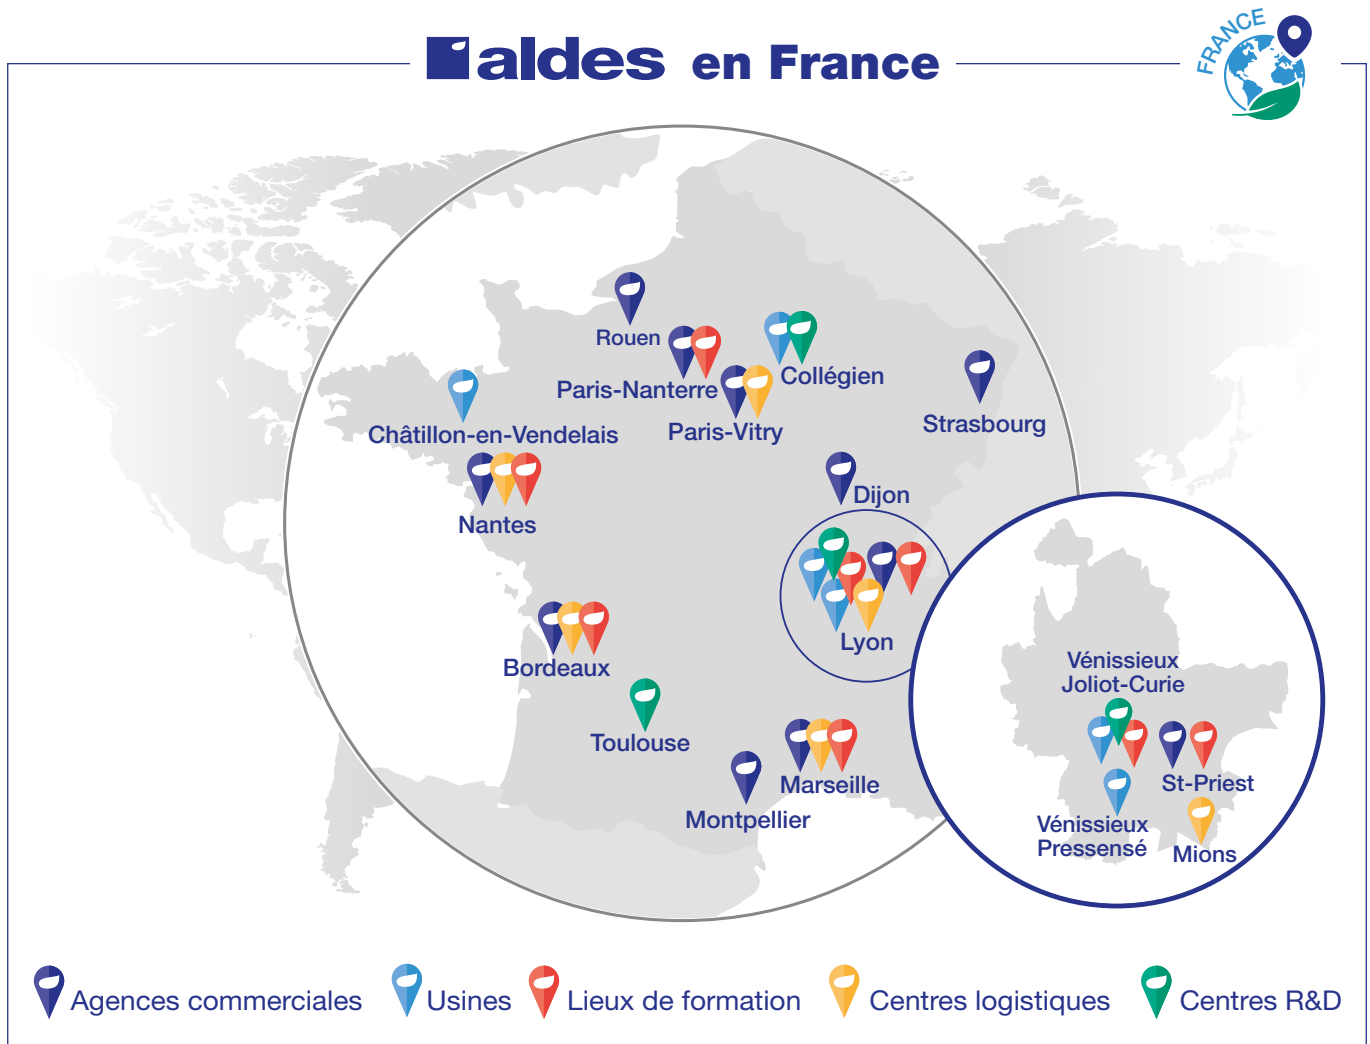 aldes en France
FRANCE
Rouen
Paris-Nanterre
Collégien
Châtillon-en-Vendelais
Paris-Vitry
Strasbourg
Nantes
Dijon
Lyon
Bordeaux
Toulouse
Marseille
Montpellier
Vénissieux
Joliot-Curie
St-Priest
Vénissieux
Pressensé
Mions
Agences commerciales
Usines
Lieux de formation
Centres logistiques
Centres R&D